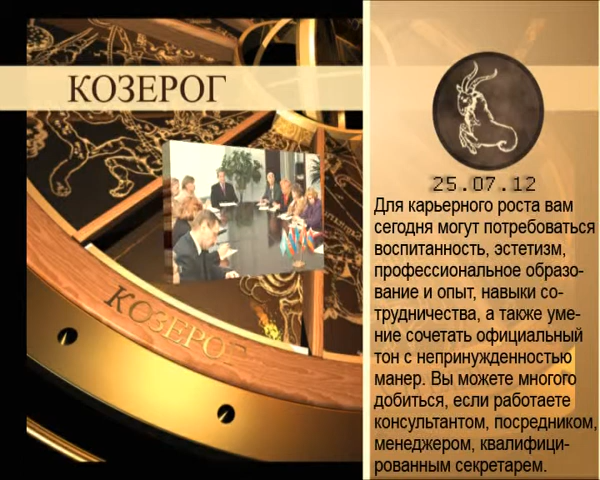 КОЗЕРОГ
КОЗЕРОГ
25.07.12
Для карьерного роста вам
сегодня могут потребоваться
воспитанность, эстетизм,
профессиональное образо-
вание и опыт, навыки со-
трудничества, а также уме-
ние сочетать официальный
тон с непринужденностью
манер. Вы можете многого
добиться, если работаете
консультантом, посредником,
менеджером, квалифици-
рованным секретарем.